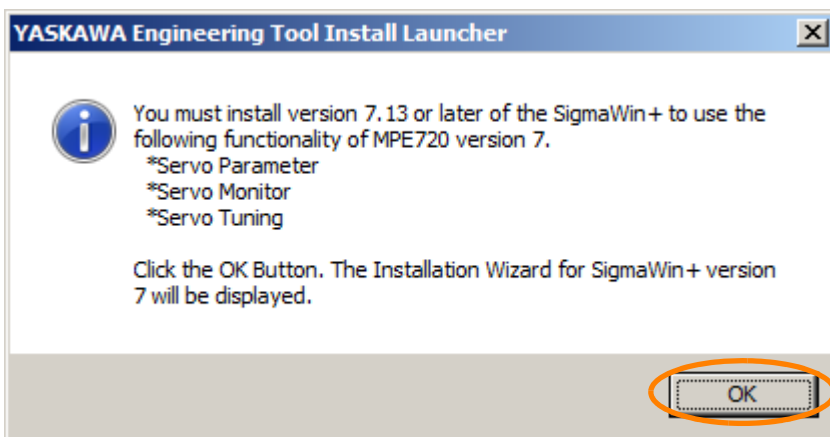 YASKAWA Engineering Tool Install Launcher
You must install version 7.13 or later of the SigmaWin+ to use the
following functionality of MPE720 version 7.
*Servo Parameter
*Servo Monitor
*Servo Tuning
Click the OK Button. The Installation Wizard for SigmaWin+ version
7 will be displayed.
OK